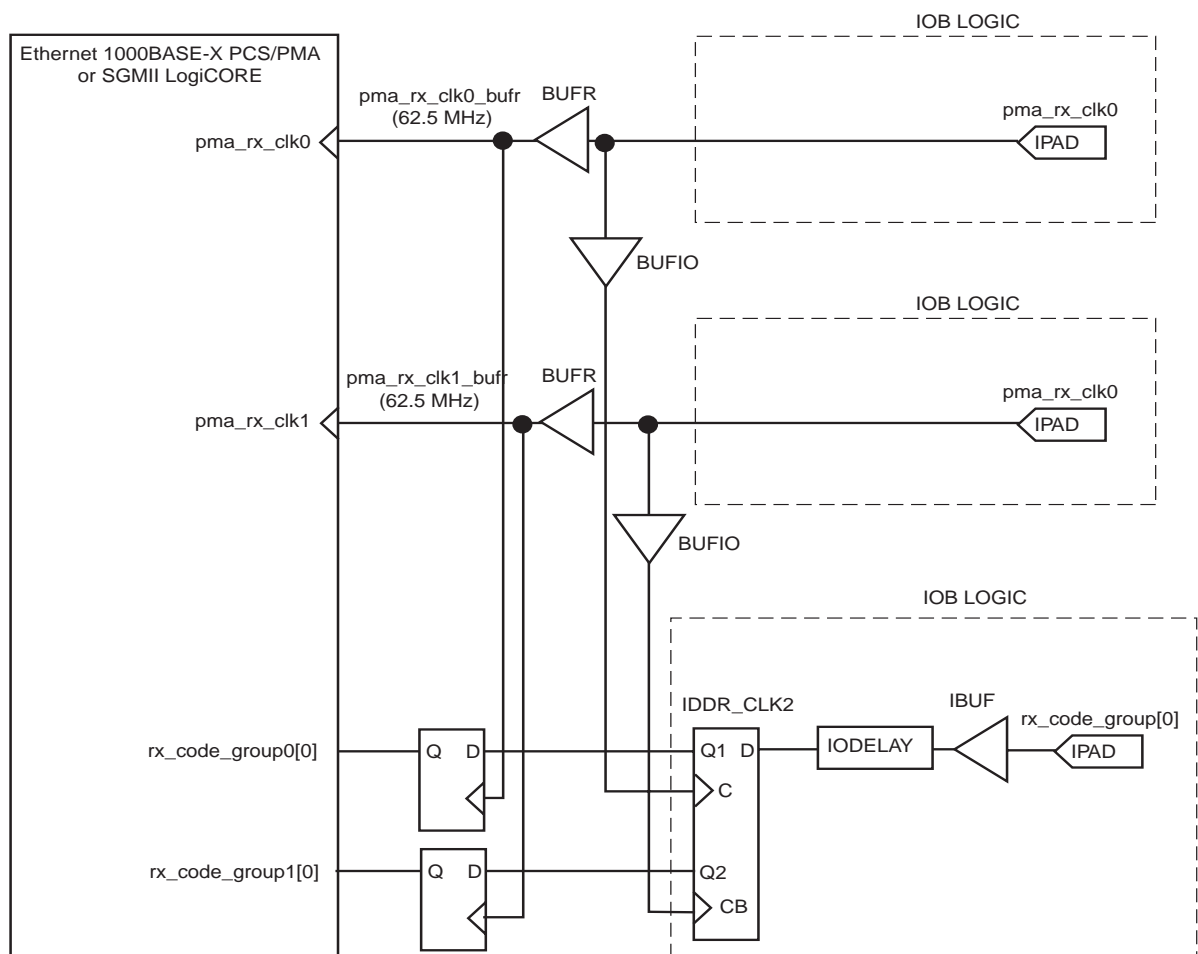 IOB LOGIC
Ethernet 1000BASE-X PCS/PMA
or SGMII LogiCORE
pma_rx_clk0_bufr
(62.5 MHz)
BUFR
pma_rx_clk0
pma_rx_clk0
IPAD
BUFIO
IOB LOGIC
pma_rx_clk1_bufr
(62.5 MHz)
BUFR
pma_rx_clk0
pma_rx_clk1
IPAD
BUFIO
IOB LOGIC
IDDR_CLK2
IBUF
rx_code_group[0]
rx_code_group0[0]
Q D
Q1 D
IODELAY
IPAD
C
rx_code_group1[0]
Q D
Q2
CB